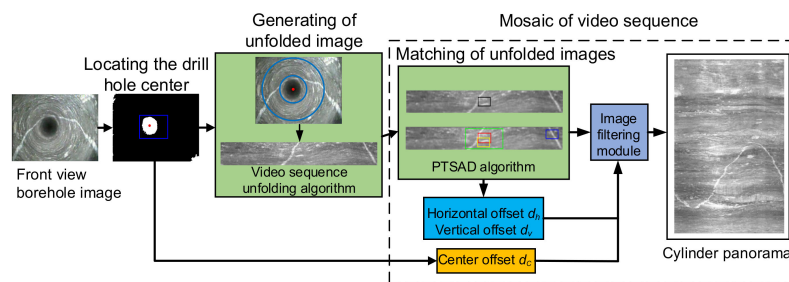 Generating of
unfolded image
Mosaic of video sequence
Locating the drill
hole center
Matching of unfolded images
Front view
borehole image
Video sequence
unfolding algorithm
PTSAD algorithm
Image
filtering
module
Horizontal offset dh
Vertical offset dv
Center offset dc
Cylinder panorama